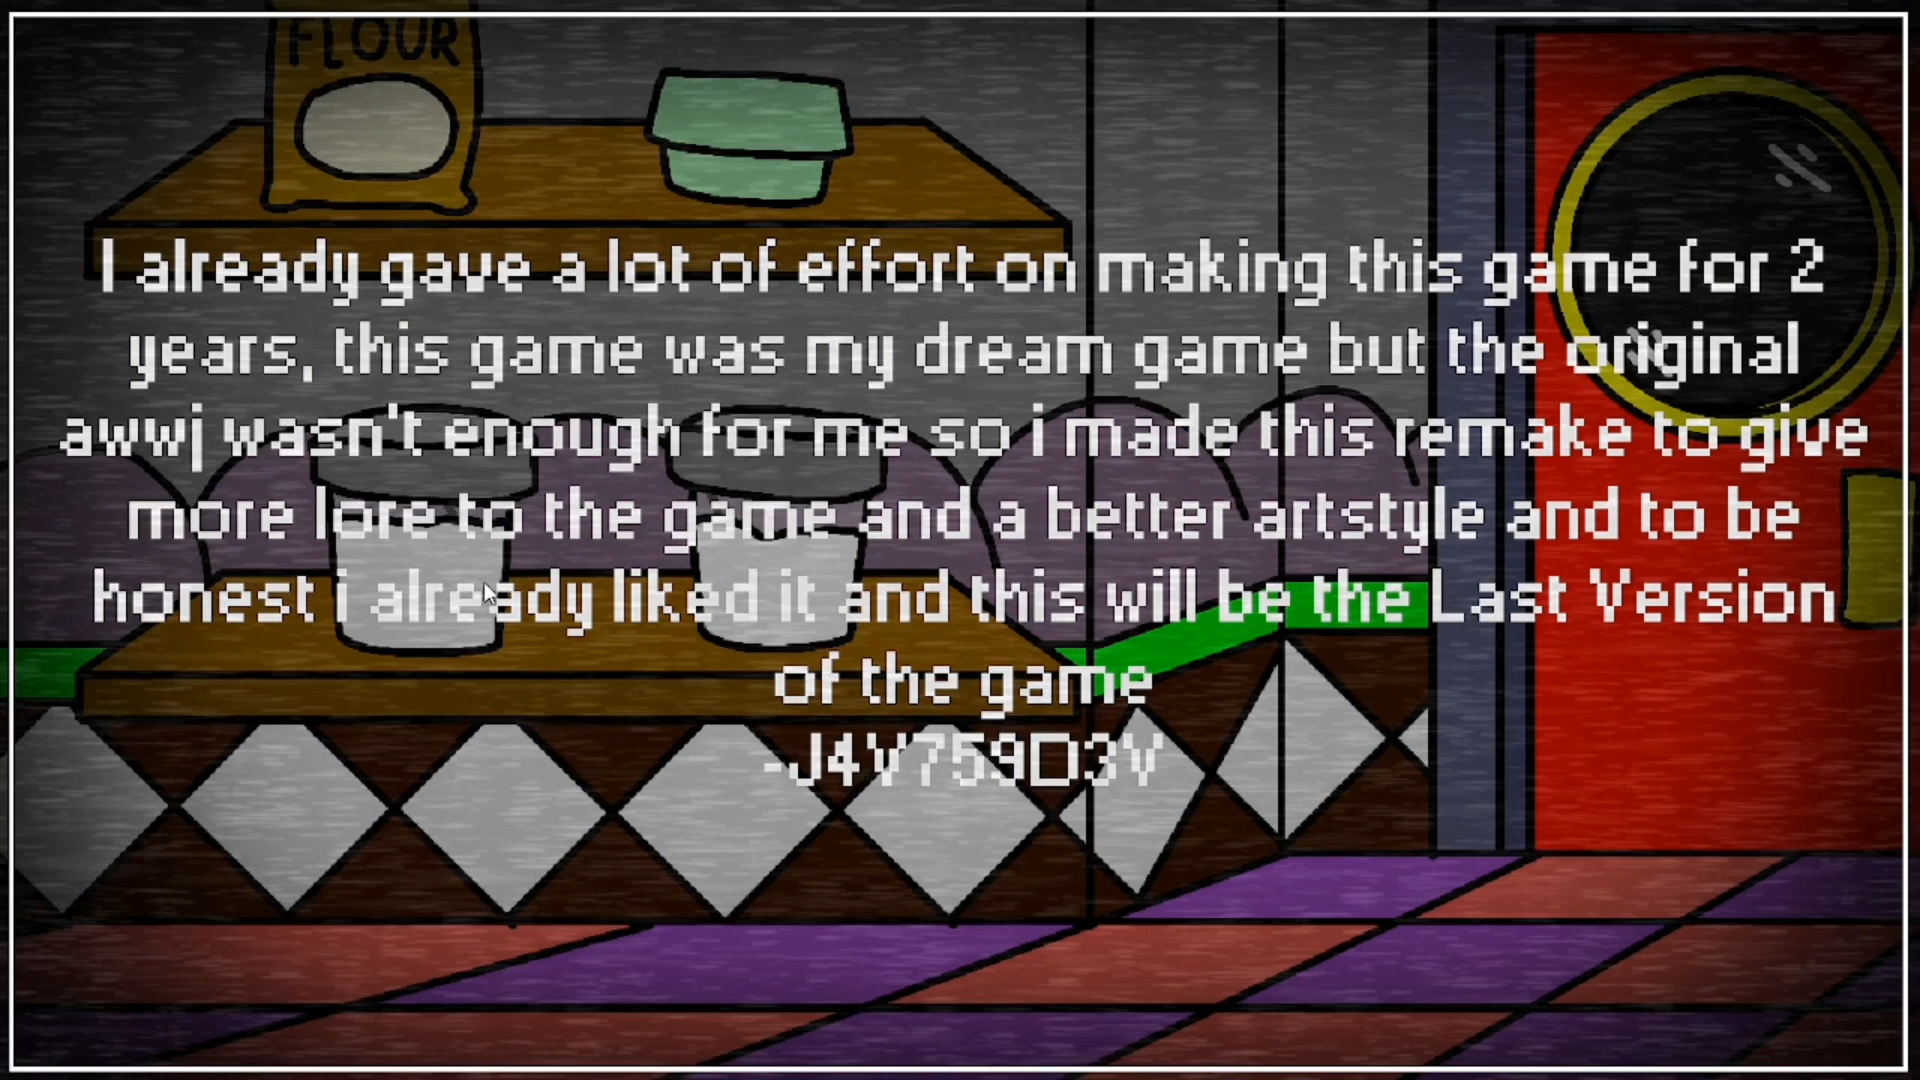 FLOUR
I already gave a lot of effort on making this game for 2
years, this game was my dream game but the original
awwj wasn't enough for me so i made this remake to give
more lore to the game and a better artstyle and to be
honest i already liked it and this will be the Last Version
of the game
-J4V759D3V